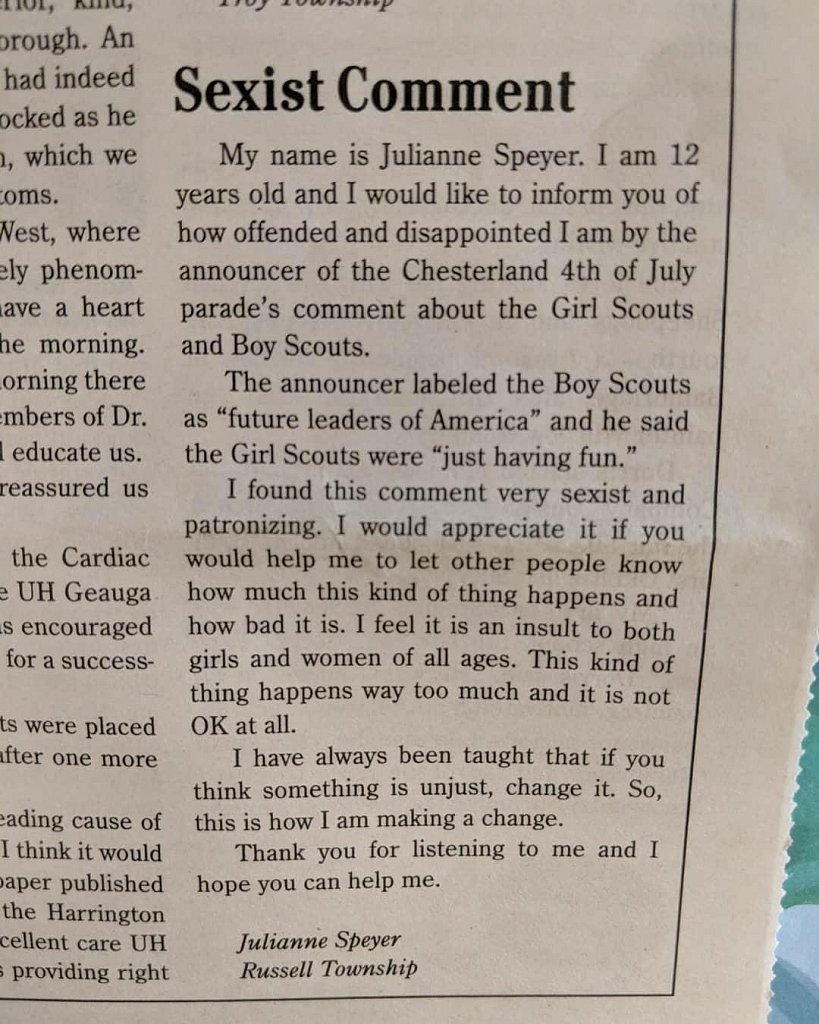 Troy Township
orough. An
had indeed
ocked as he
, which we
toms.
West, where
ely phenom-
ave a heart
he morning.
orning there
embers of Dr.
educate us.
reassured us
the Cardiac
e UH Geauga
s encouraged
for a success-
ts were placed
after one more
eading cause of
I think it would
paper published
the Harrington
cellent care UH
s providing right
Sexist Comment
My name is Julianne Speyer. I am 12
years old and I would like to inform you of
how offended and disappointed I am by the
announcer of the Chesterland 4th of July
parade's comment about the Girl Scouts
and Boy Scouts.
The announcer labeled the Boy Scouts
as “future leaders of America” and he said
the Girl Scouts were “just having fun.”
I found this comment very sexist and
patronizing. I would appreciate it if you
would help me to let other people know
how much this kind of thing happens and
how bad it is. I feel it is an insult to both
girls and women of all ages. This kind of
thing happens way too much and it is not
OK at all.
I have always been taught that if you
think something is unjust, change it. So,
this is how I am making a change.
Thank you for listening to me and I
hope you can help me.
Julianne Speyer
Russell Township